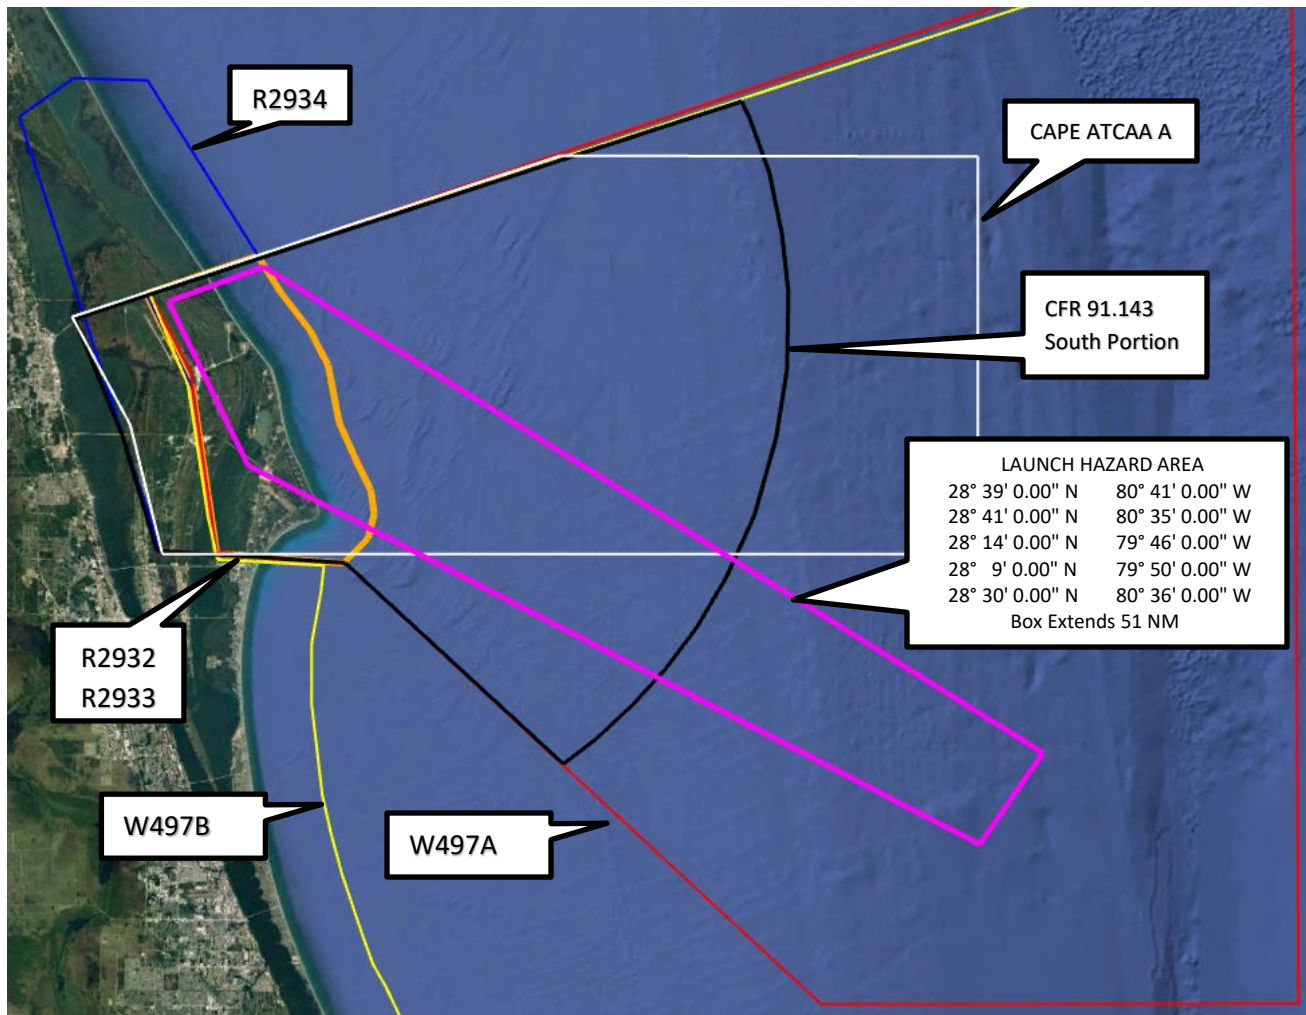 R2934
CAPE ATCAA A
CFR 91.143
South Portion
LAUNCH HAZARD AREA
28° 39' 0.00" N 80° 41' 0.00" W
28° 41' 0.00" N 80° 35' 0.00" W
28° 14' 0.00" N 79° 46' 0.00" W
28° 9' 0.00" N 79° 50' 0.00" W
28° 30' 0.00" N 80° 36' 0.00" W
Box Extends 51 NM
R2932
R2933
W497B
W497A